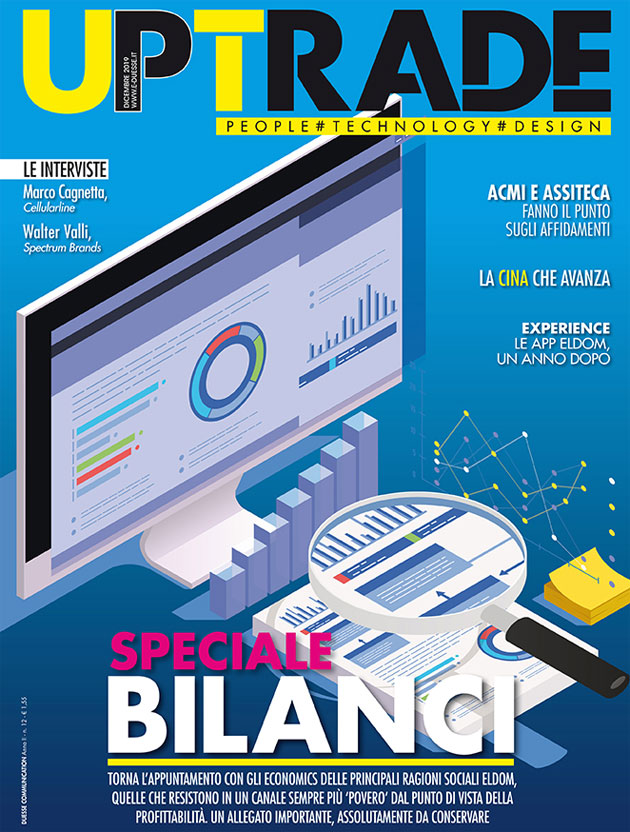 UPTRADE
DICEMBRE 2019
WWW.E-DUESSE.IT
PEOPLE#TECHNOLOGY#DESIGN
LE INTERVISTE
Marco Cagnetta,
Cellularline
Walter Valli,
Spectrum Brands
ACMI E ASSITECA
FANNO IL PUNTO
SUGLI AFFIDAMENTI
LA CINA CHE AVANZA
EXPERIENCE
LE APP ELDOM,
UN ANNO DOPO
SPECIALE
BILANCI
TORNA L'APPUNTAMENTO CON GLI ECONOMICS DELLE PRINCIPALI RAGIONI SOCIALI ELDOM,
QUELLE CHE RESISTONO IN UN CANALE SEMPRE PIÙ 'POVERO' DAL PUNTO DI VISTA DELLA
PROFITTABILITÀ. UN ALLEGATO IMPORTANTE, ASSOLUTAMENTE DA CONSERVARE
DUESSE COMMUNICATION Anno I - n. 12 - € 1,55